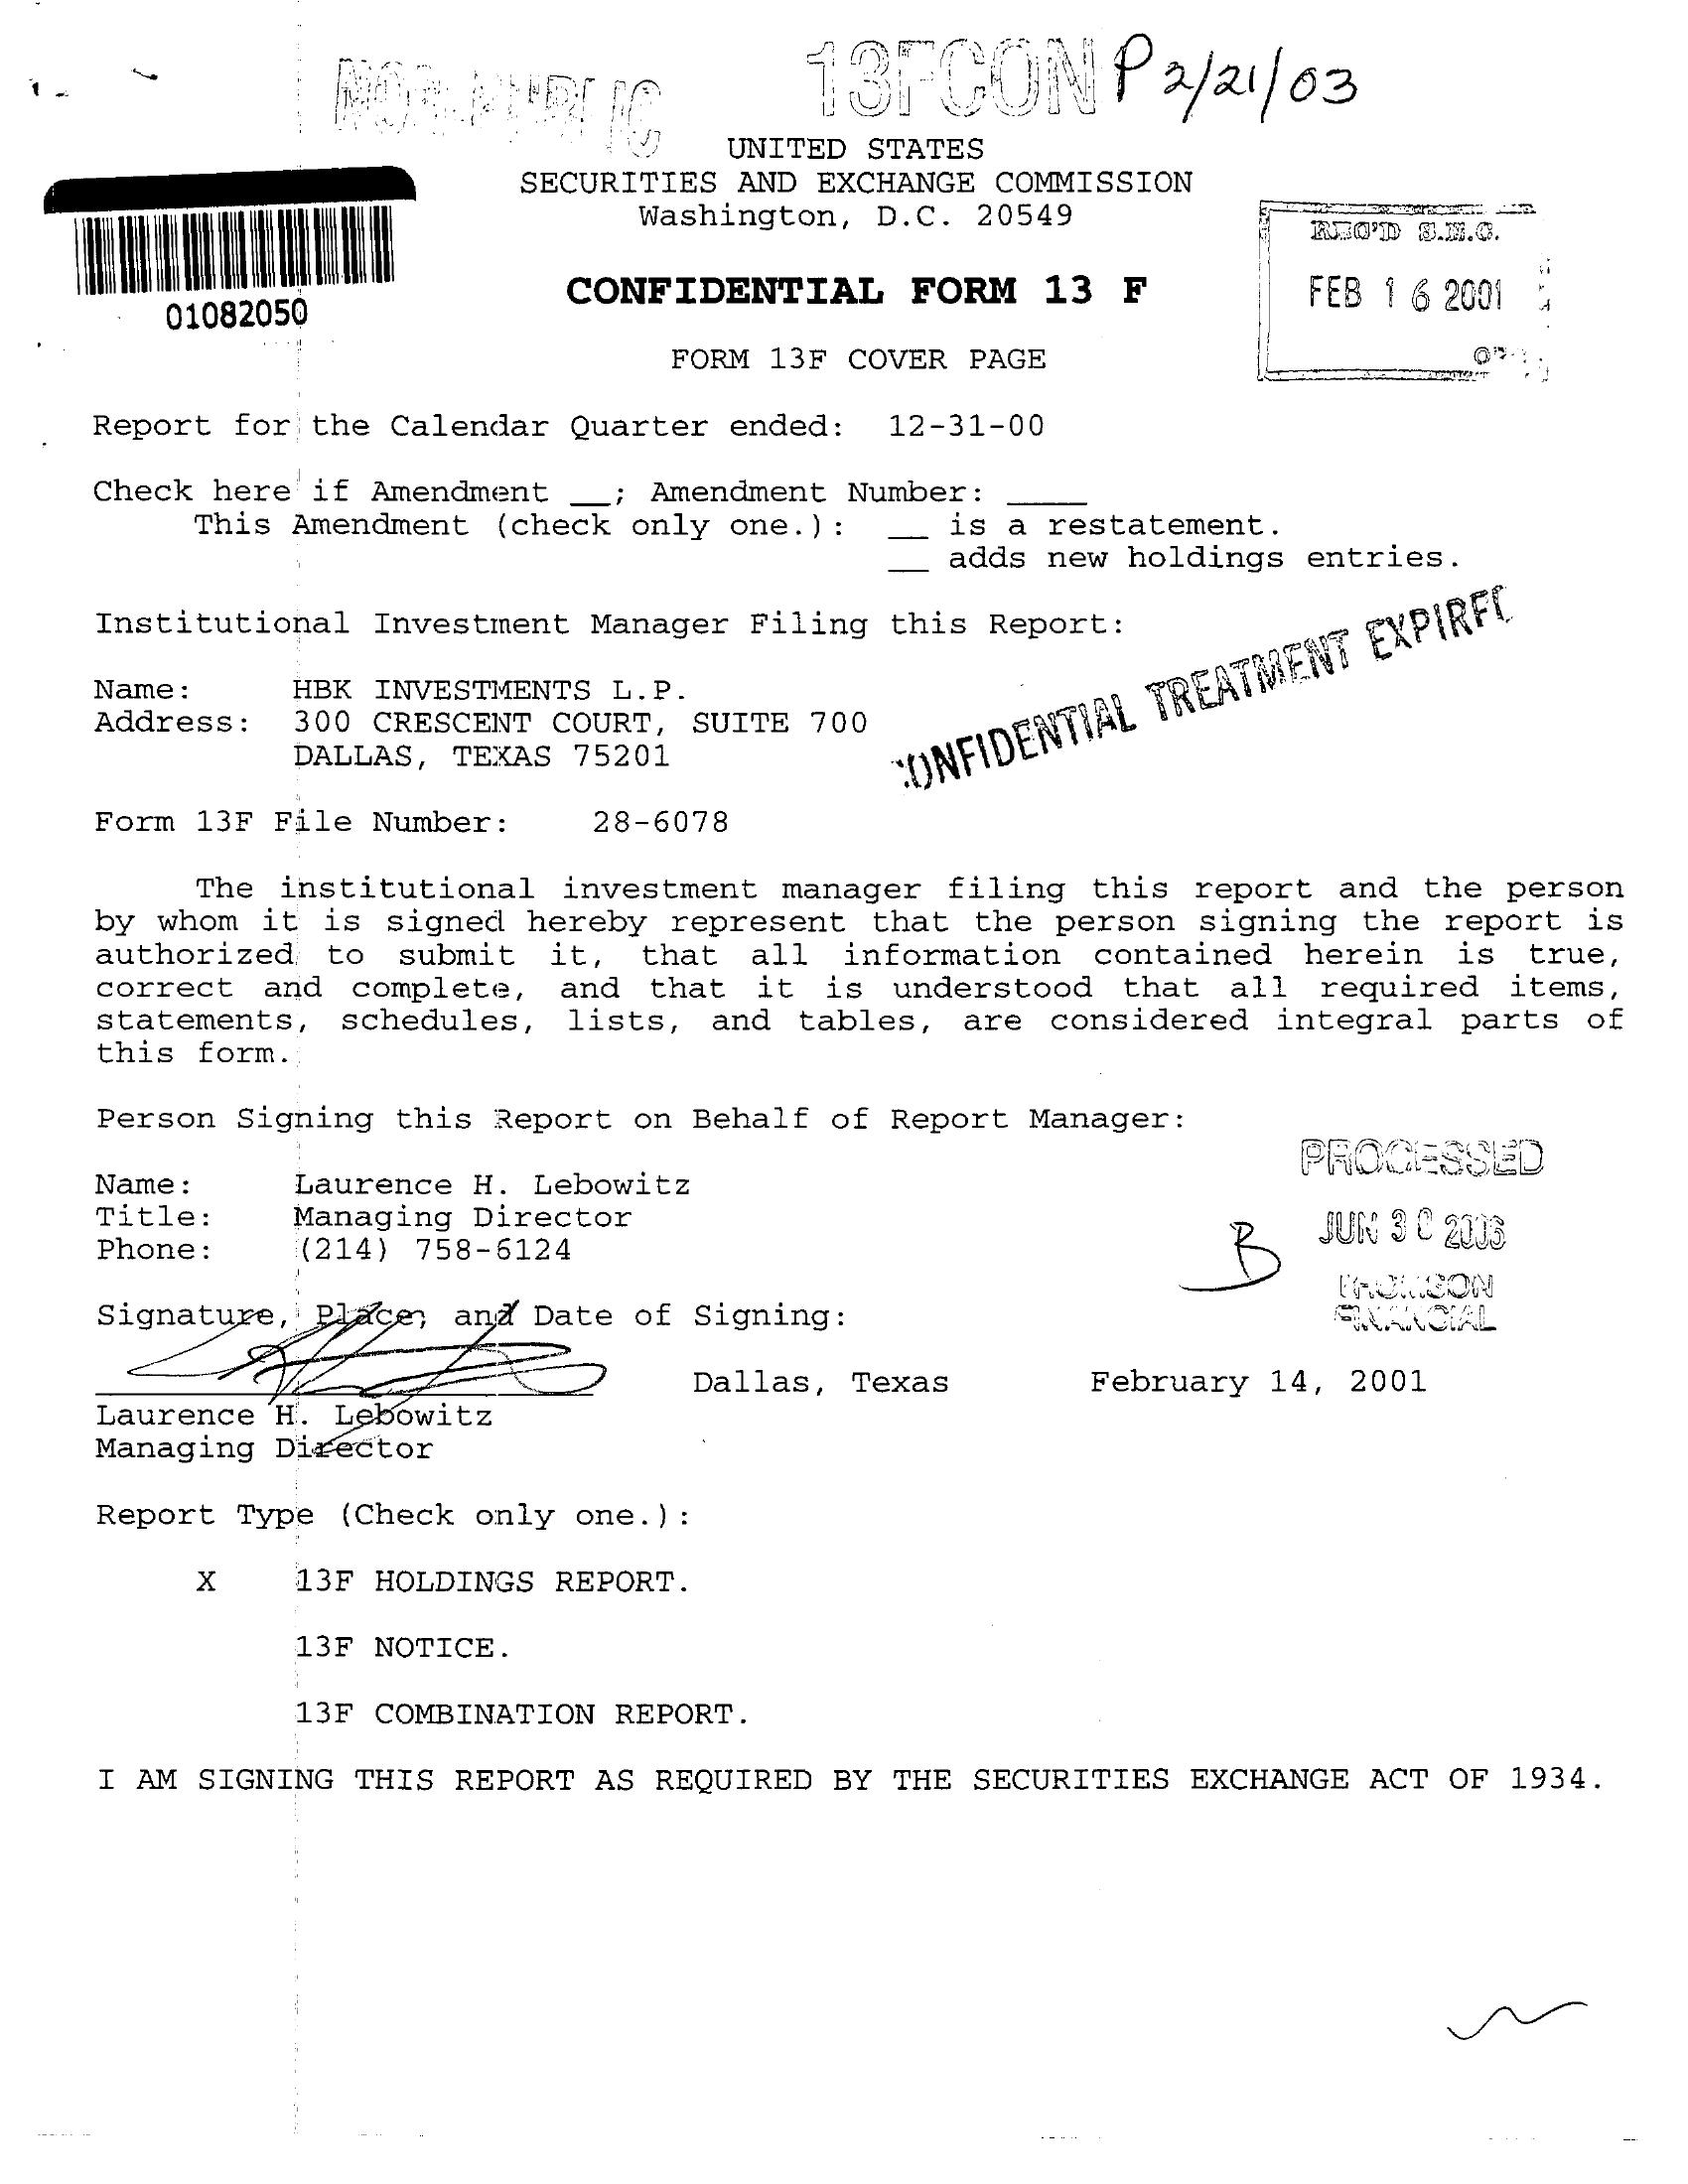 13FCON P 2/21/03
UNITED STATES
SECURITIES AND EXCHANGE COMMISSION
Washington, D.C. 20549
REC'D S.E.C.
FEB 16 2001
01082050
CONFIDENTIAL FORM 13 F
FORM 13F COVER PAGE
Report for the Calendar Quarter ended: 12-31-00
Check here if Amendment __; Amendment Number: ____
This Amendment (check only one.): __ is a restatement.
__ adds new holdings entries.
Institutional Investment Manager Filing this Report:
CONFIDENTIAL TREATMENT EXPIRED
Name: HBK INVESTMENTS L.P.
Address: 300 CRESCENT COURT, SUITE 700
DALLAS, TEXAS 75201
Form 13F File Number: 28-6078
The institutional investment manager filing this report and the person
by whom it is signed hereby represent that the person signing the report is
authorized to submit it, that all information contained herein is true,
correct and complete, and that it is understood that all required items,
statements, schedules, lists, and tables, are considered integral parts of
this form.
Person Signing this Report on Behalf of Report Manager:
PROCESSED
Name: Laurence H. Lebowitz
Title: Managing Director
Phone: (214) 758-6124
B
JUN 30
THOMSON
FINANCIAL
Signature, Place, and Date of Signing:
Dallas, Texas February 14, 2001
Laurence H. Lebowitz
Managing Director
Report Type (Check only one.):
X 13F HOLDINGS REPORT.
13F NOTICE.
13F COMBINATION REPORT.
I AM SIGNING THIS REPORT AS REQUIRED BY THE SECURITIES EXCHANGE ACT OF 1934.